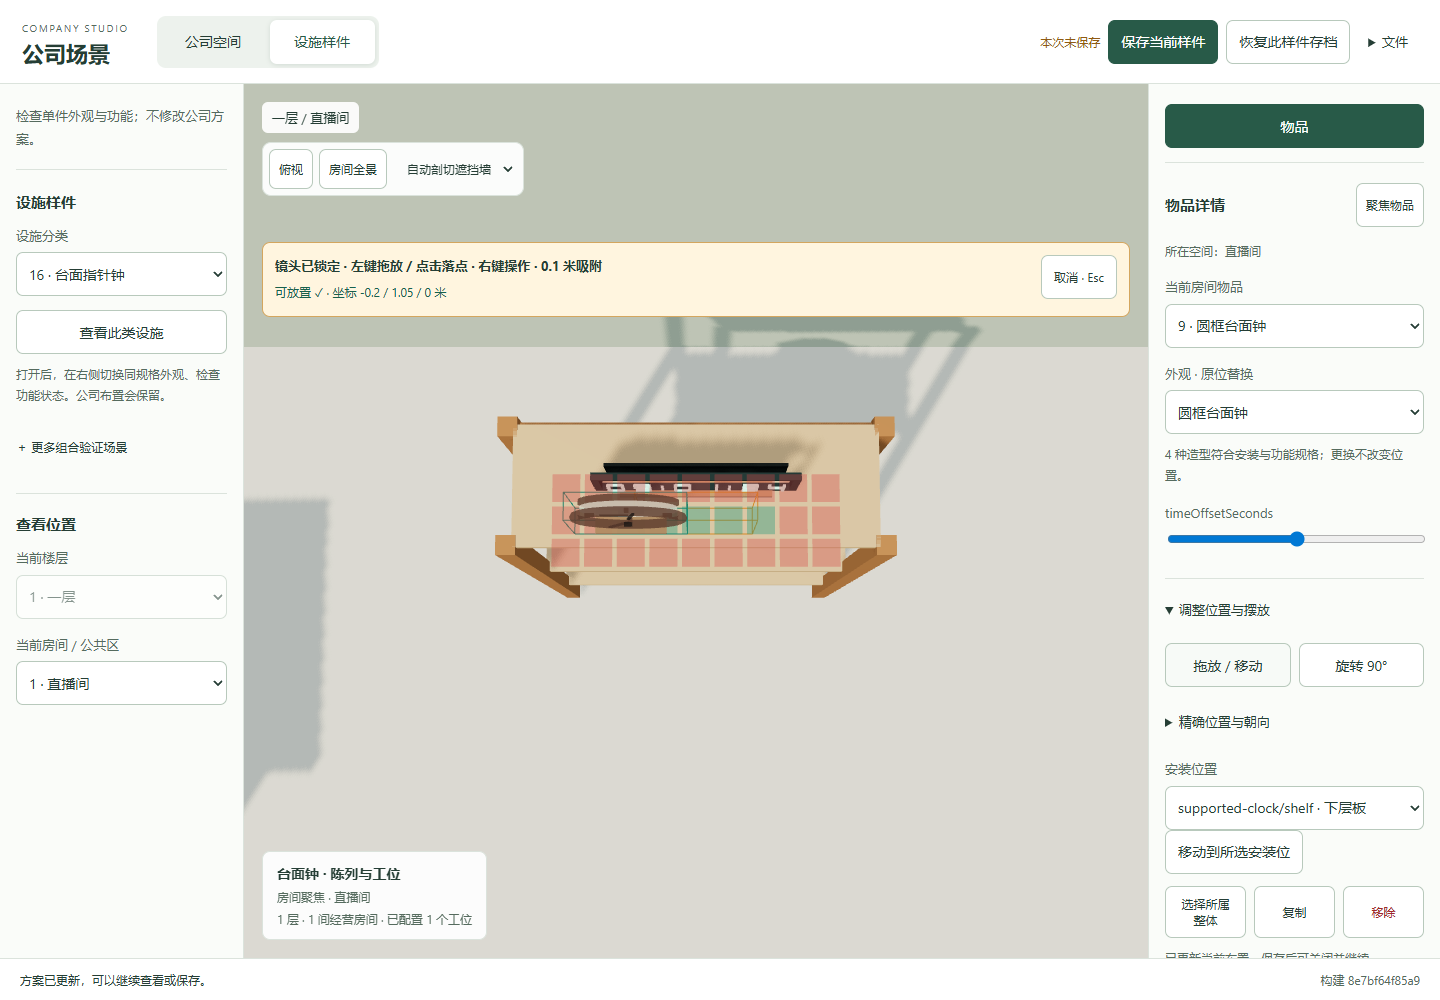 COMPANY STUDIO
公司场景
公司空间
设施样件
本次未保存
保存当前样件
恢复此样件存档
▶ 文件
检查单件外观与功能；不修改公司方案。
设施样件
设施分类
16 · 台面指针钟
查看此类设施
打开后，在右侧切换同规格外观、检查功能状态。公司布置会保留。
+ 更多组合验证场景
查看位置
当前楼层
1 · 一层
当前房间 / 公共区
1 · 直播间
一层 / 直播间
俯视
房间全景
自动剖切遮挡墙
镜头已锁定 · 左键拖放 / 点击落点 · 右键操作 · 0.1 米吸附
可放置 ✓ · 坐标 -0.2 / 1.05 / 0 米
取消 · Esc
台面钟 · 陈列与工位
房间聚焦 · 直播间
1 层 · 1 间经营房间 · 已配置 1 个工位
物品
物品详情
聚焦物品
所在空间：直播间
当前房间物品
9 · 圆框台面钟
外观 · 原位替换
圆框台面钟
4 种造型符合安装与功能规格；更换不改变位置。
timeOffsetSeconds
▼ 调整位置与摆放
拖放 / 移动
旋转 90°
▶ 精确位置与朝向
安装位置
supported-clock/shelf · 下层板
移动到所选安装位
选择所属整体
复制
移除
方案已更新，可以继续查看或保存。
构建 8e7bf64f85a9